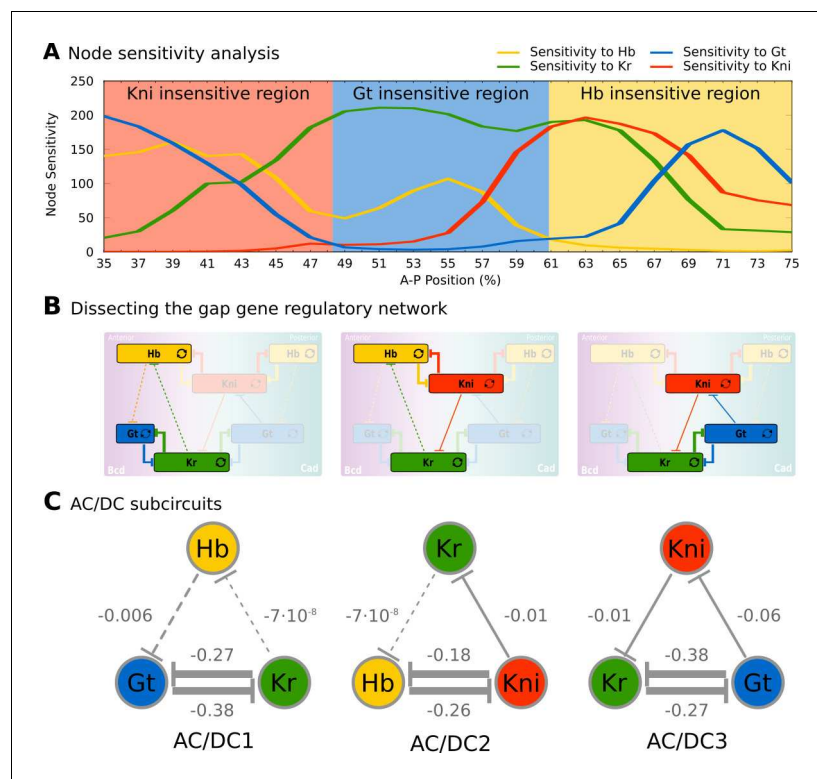 A Node sensitivity analysis
Sensitivity to Hb
Sensitivity to Gt
Sensitivity to Kr
Sensitivity to Kni
Kni insensitive region
Gt insensitive region
Hb insensitive region
Node Sensitivity
250
200
150
100
50
0
35 37 39 41 43 45 47 49 51 53 55 57 59 61 63 65 67 69 71 73 75
A-P Position (%)
B Dissecting the gap gene regulatory network
Anterior Posterior
Hb Hb
Kni
Gt Gt
Kr
Bcd Cad
Anterior Posterior
Hb Hb
Kni
Gt Gt
Kr
Bcd Cad
Anterior Posterior
Hb Hb
Kni
Gt Gt
Kr
Bcd Cad
C AC/DC subcircuits
Hb
-0.006
-7·10⁻⁸
-0.27
Gt Kr
-0.38
AC/DC1
Kr
-7·10⁻⁸
-0.01
-0.18
Hb Kni
-0.26
AC/DC2
Kni
-0.01
-0.06
-0.38
Kr Gt
-0.27
AC/DC3